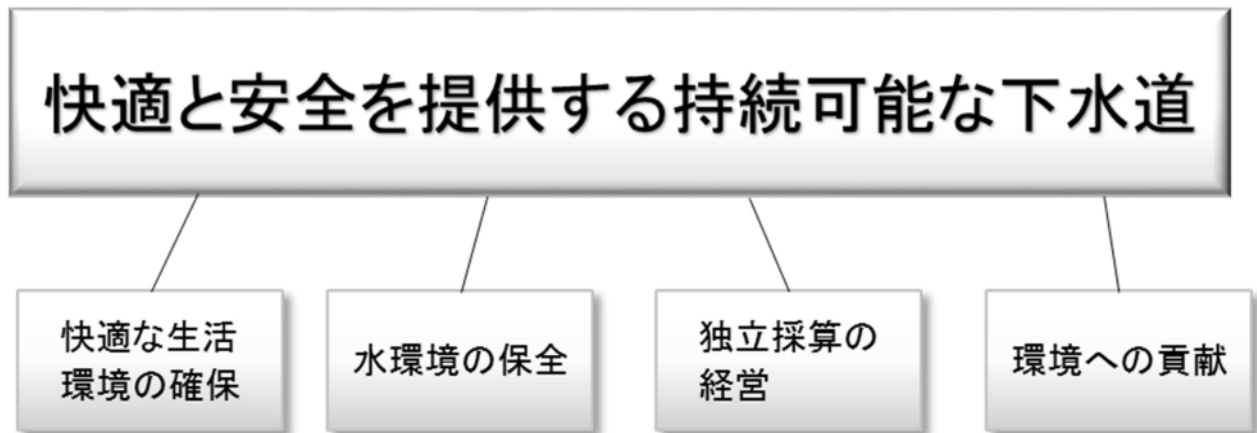 快適と安全を提供する持続可能な下水道
快適な生活
環境の確保
水環境の保全
独立採算の
経営
環境への貢献